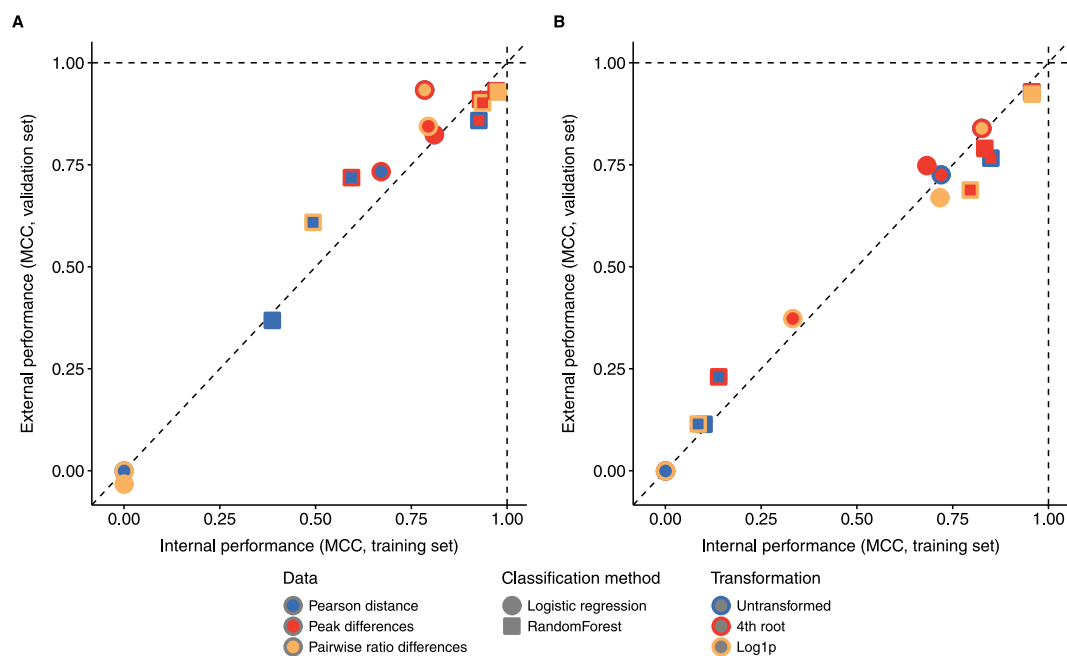 A
B
External performance (MCC, validation set)
1.00
0.75
0.50
0.25
0.00
0.00
0.25
0.50
0.75
1.00
Internal performance (MCC, training set)
External performance (MCC, validation set)
1.00
0.75
0.50
0.25
0.00
0.00
0.25
0.50
0.75
1.00
Internal performance (MCC, training set)
Data
Pearson distance
Peak differences
Pairwise ratio differences
Classification method
Logistic regression
RandomForest
Transformation
Untransformed
4th root
Log1p